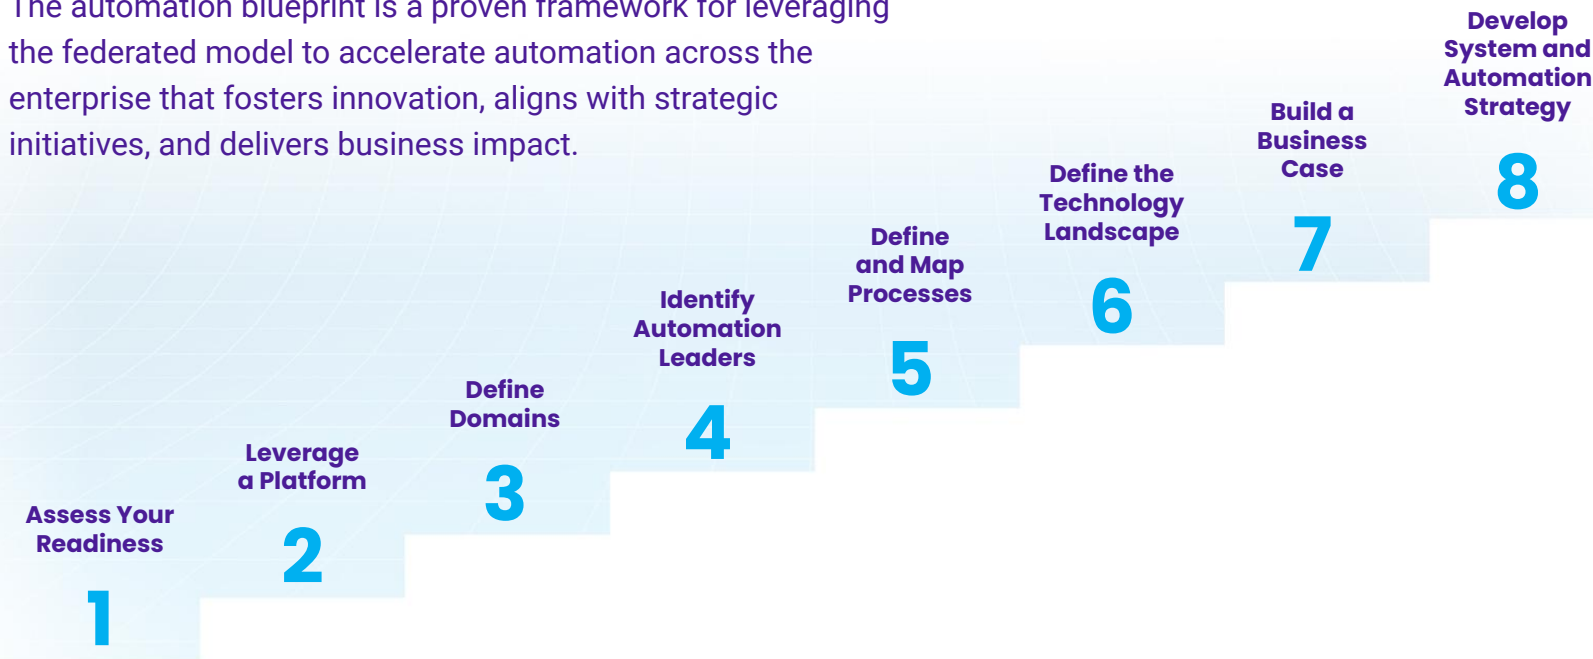 The automation blueprint is a proven framework for leveraging
the federated model to accelerate automation across the
enterprise that fosters innovation, aligns with strategic
initiatives, and delivers business impact.
Assess Your
Readiness
1
Leverage
a Platform
2
Define
Domains
3
Identify
Automation
Leaders
4
Define
and Map
Processes
5
Define the
Technology
Landscape
6
Build a
Business
Case
7
Develop
System and
Automation
Strategy
8